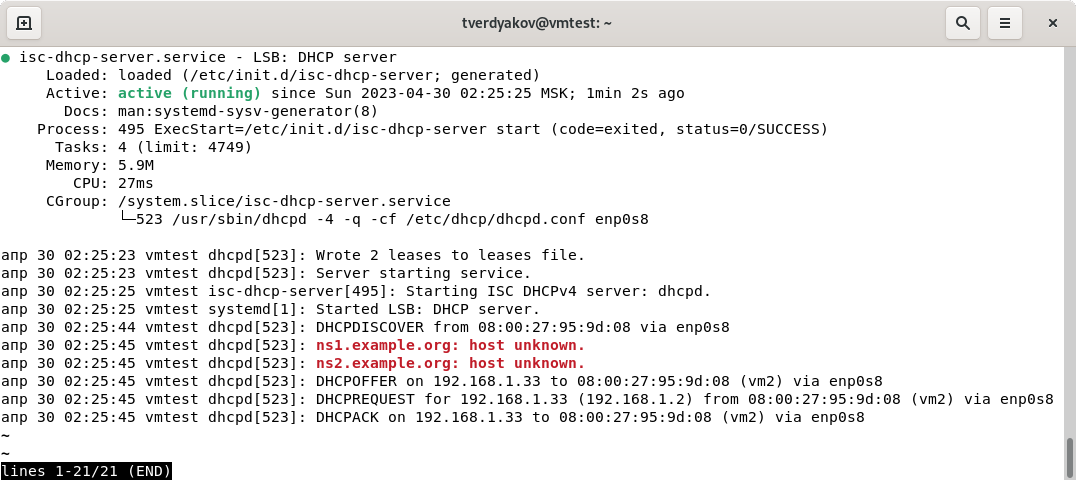 tverdyakov@vmtest: ~
● isc-dhcp-server.service - LSB: DHCP server
     Loaded: loaded (/etc/init.d/isc-dhcp-server; generated)
     Active: active (running) since Sun 2023-04-30 02:25:25 MSK; 1min 2s ago
       Docs: man:systemd-sysv-generator(8)
    Process: 495 ExecStart=/etc/init.d/isc-dhcp-server start (code=exited, status=0/SUCCESS)
      Tasks: 4 (limit: 4749)
     Memory: 5.9M
        CPU: 27ms
     CGroup: /system.slice/isc-dhcp-server.service
             └─523 /usr/sbin/dhcpd -4 -q -cf /etc/dhcp/dhcpd.conf enp0s8
апр 30 02:25:23 vmtest dhcpd[523]: Wrote 2 leases to leases file.
апр 30 02:25:23 vmtest dhcpd[523]: Server starting service.
апр 30 02:25:25 vmtest isc-dhcp-server[495]: Starting ISC DHCPv4 server: dhcpd.
апр 30 02:25:25 vmtest systemd[1]: Started LSB: DHCP server.
апр 30 02:25:44 vmtest dhcpd[523]: DHCPDISCOVER from 08:00:27:95:9d:08 via enp0s8
апр 30 02:25:45 vmtest dhcpd[523]: ns1.example.org: host unknown.
апр 30 02:25:45 vmtest dhcpd[523]: ns2.example.org: host unknown.
апр 30 02:25:45 vmtest dhcpd[523]: DHCPOFFER on 192.168.1.33 to 08:00:27:95:9d:08 (vm2) via enp0s8
апр 30 02:25:45 vmtest dhcpd[523]: DHCPREQUEST for 192.168.1.33 (192.168.1.2) from 08:00:27:95:9d:08 (vm2) via enp0s8
апр 30 02:25:45 vmtest dhcpd[523]: DHCPACK on 192.168.1.33 to 08:00:27:95:9d:08 (vm2) via enp0s8
~
~
lines 1-21/21 (END)